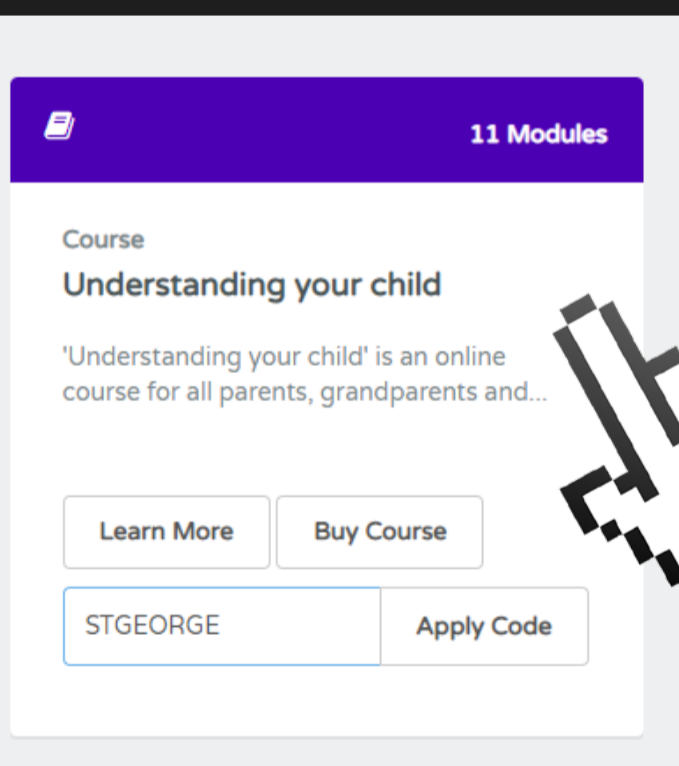 11 Modules
Course
Understanding your child
'Understanding your child' is an online
course for all parents, grandparents and...
Learn More
Buy Course
STGEORGE
Apply Code